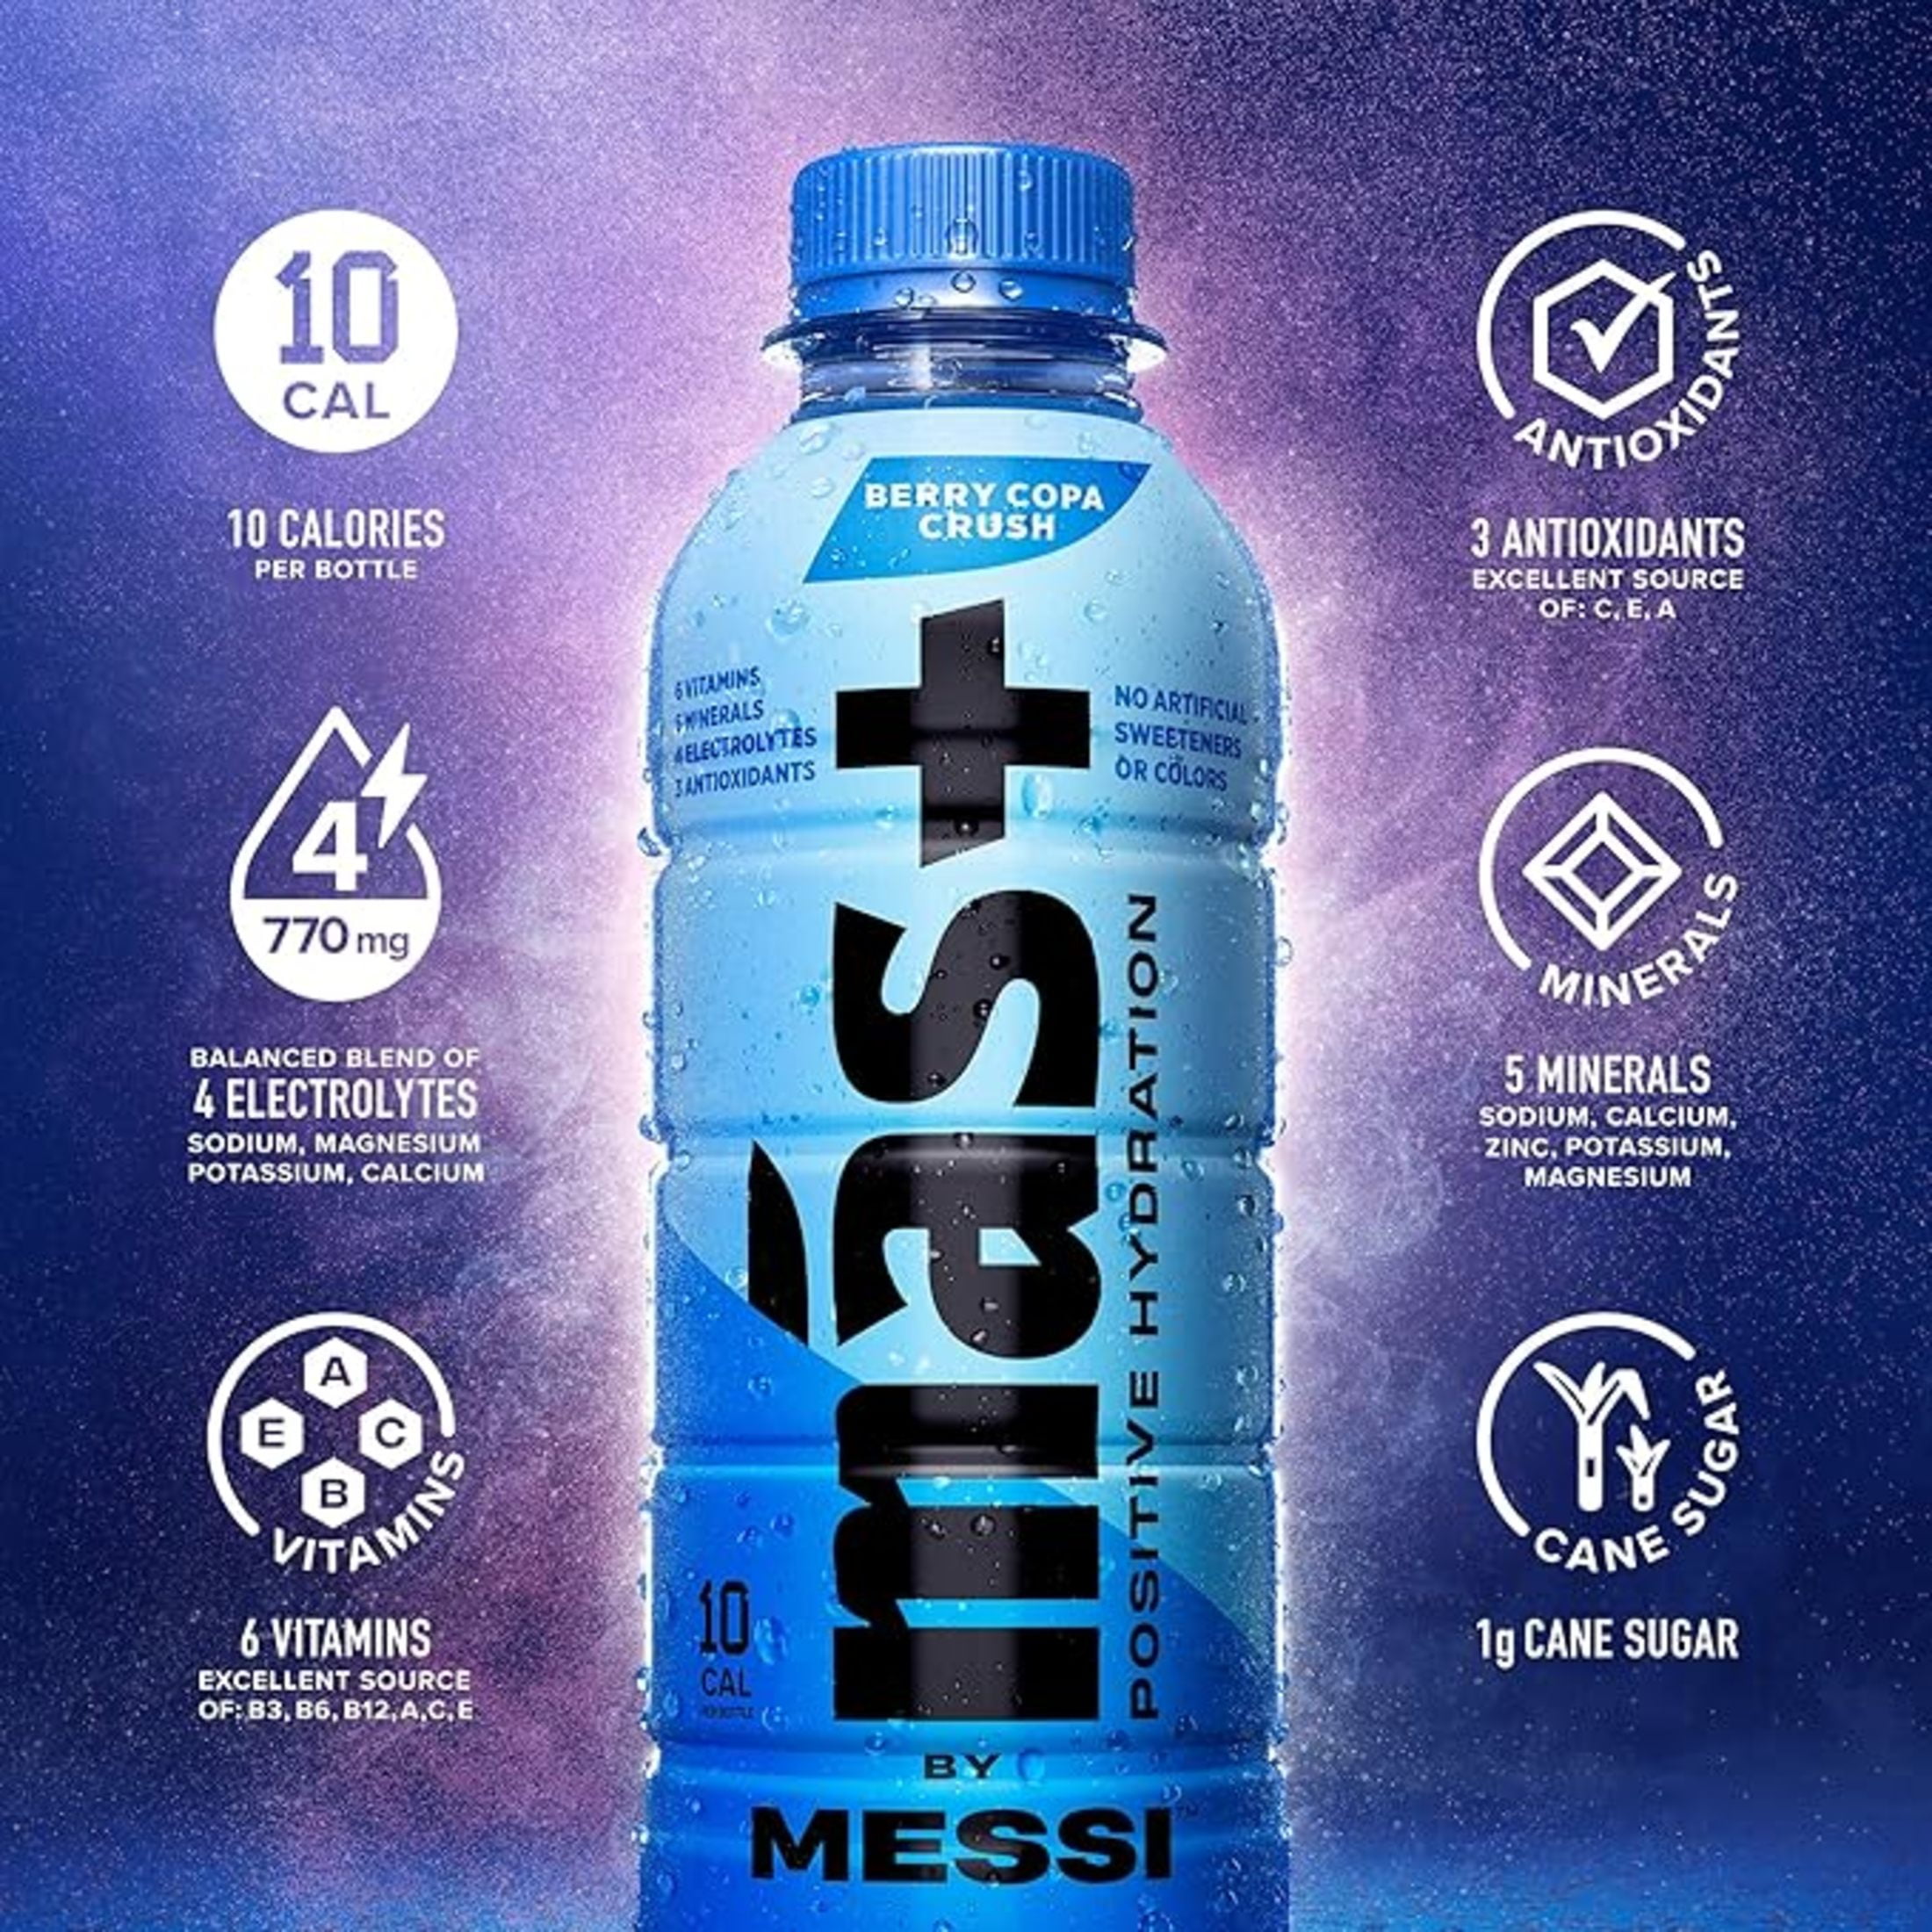 10
CAL
10 CALORIES
PER BOTTLE
4
770 mg
BALANCED BLEND OF
4 ELECTROLYTES
SODIUM, MAGNESIUM
POTASSIUM, CALCIUM
A
E C
B
VITAMINS
6 VITAMINS
EXCELLENT SOURCE
OF: B3, B6, B12, A, C, E
BERRY COPA
CRUSH
6 VITAMINS
5 MINERALS
4 ELECTROLYTES
3 ANTIOXIDANTS
NO ARTIFICIAL
SWEETENERS
OR COLORS
más+
POSITIVE HYDRATION
10
CAL
PER BOTTLE
BY
MESSI™
ANTIOXIDANTS
3 ANTIOXIDANTS
EXCELLENT SOURCE
OF: C, E, A
MINERALS
5 MINERALS
SODIUM, CALCIUM,
ZINC, POTASSIUM,
MAGNESIUM
CANE SUGAR
1g CANE SUGAR